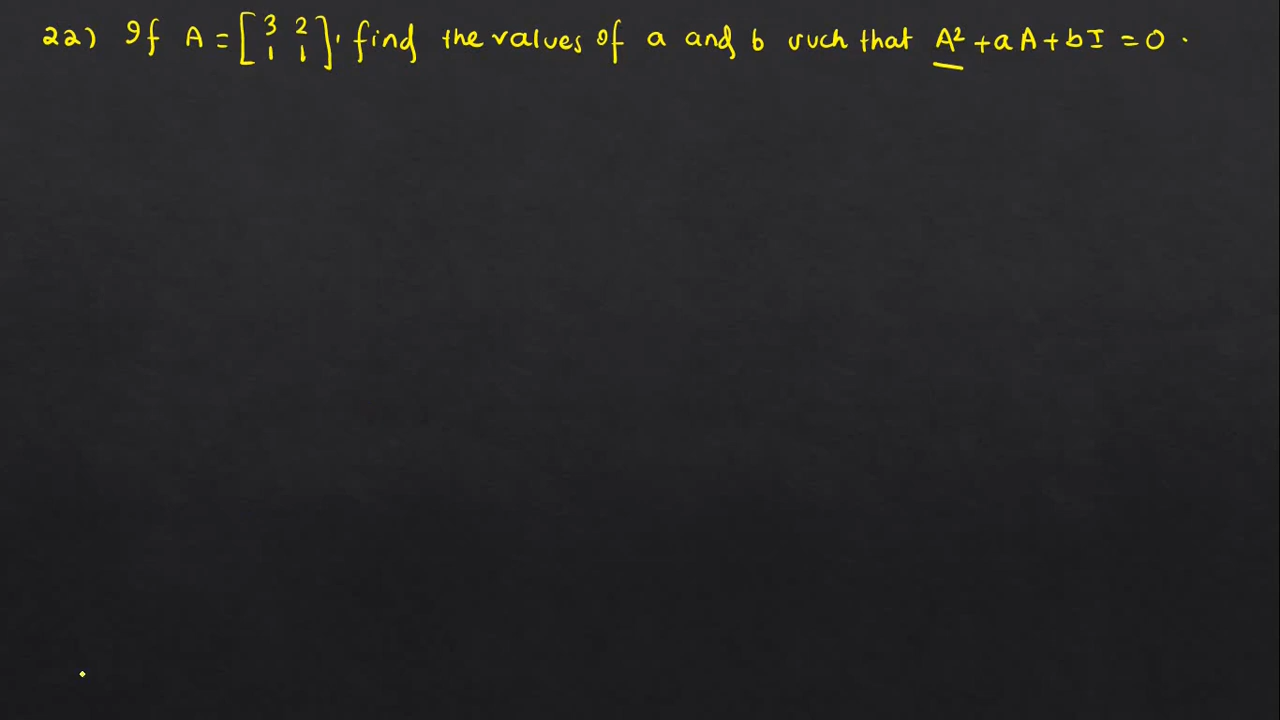 22) If A = [3 2; 1 1]. find the values of a and b such that A² + aA + bI = 0.